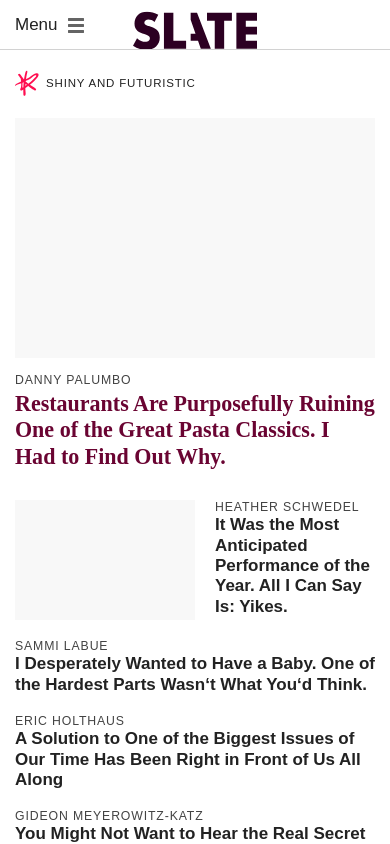 Menu
SLATE
SHINY AND FUTURISTIC
DANNY PALUMBO
Restaurants Are Purposefully Ruining
One of the Great Pasta Classics. I
Had to Find Out Why.
HEATHER SCHWEDEL
It Was the Most
Anticipated
Performance of the
Year. All I Can Say
Is: Yikes.
SAMMI LABUE
I Desperately Wanted to Have a Baby. One of
the Hardest Parts Wasn‘t What You‘d Think.
ERIC HOLTHAUS
A Solution to One of the Biggest Issues of
Our Time Has Been Right in Front of Us All
Along
GIDEON MEYEROWITZ-KATZ
You Might Not Want to Hear the Real Secret